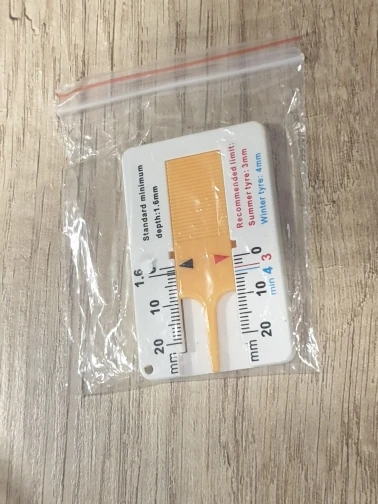 Standard minimum
depth:1.6mm
Recommended limit:
Summer tyre: 3mm
Winter tyre: 4mm
1.6
10
20
mm
0
3
min 4
10
20
mm